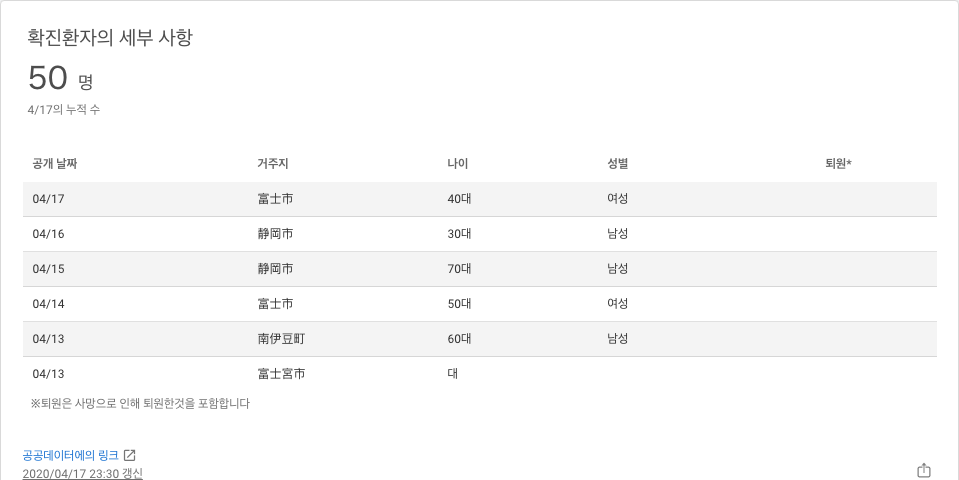 확진환자의 세부 사항
50 명
4/17의 누적 수
공개 날짜 거주지 나이 성별 퇴원*
04/17 富士市 40대 여성
04/16 静岡市 30대 남성
04/15 静岡市 70대 남성
04/14 富士市 50대 여성
04/13 南伊豆町 60대 남성
04/13 富士宮市 대
※퇴원은 사망으로 인해 퇴원한것을 포함합니다
공공데이터에의 링크
2020/04/17 23:30 갱신